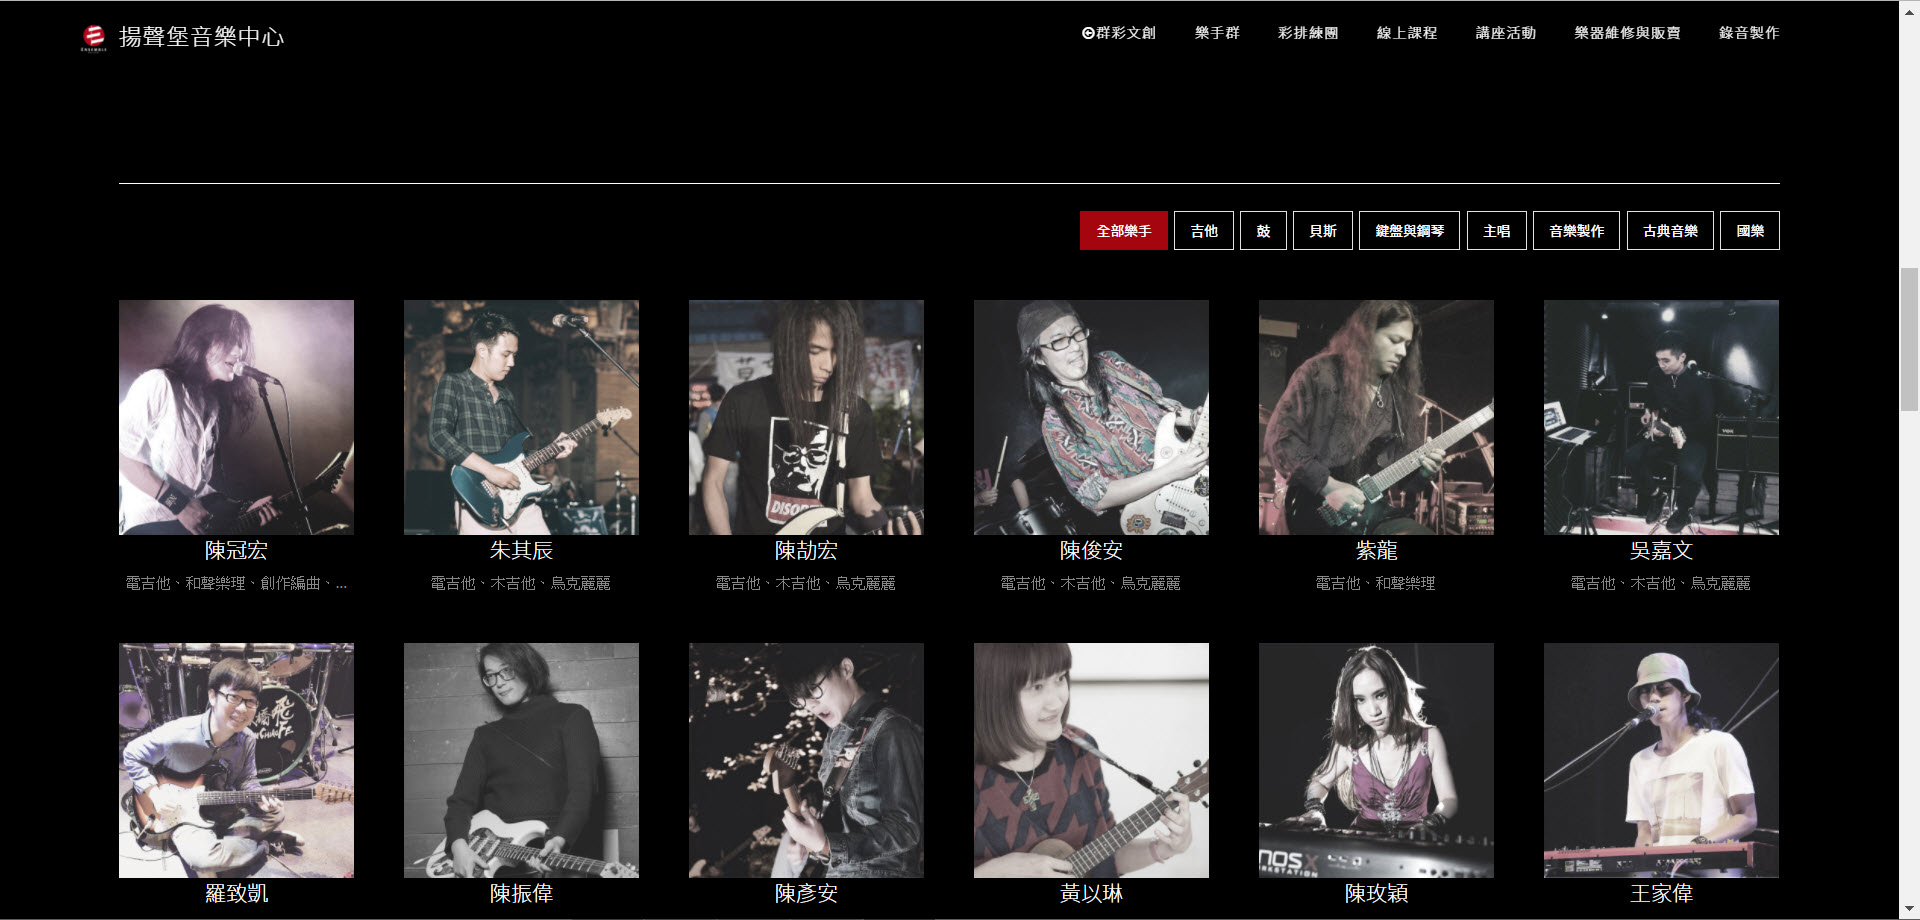 揚聲堡音樂中心
群彩文創 樂手群 彩排練團 線上課程 講座活動 樂器維修與販賣 錄音製作
全部樂手 吉他 鼓 貝斯 鍵盤與鋼琴 主唱 音樂製作 古典音樂 國樂
陳冠宏 朱其辰 陳劼宏 陳俊安 紫龍 吳嘉文
電吉他、和聲樂理、創作編曲、... 電吉他、木吉他、烏克麗麗 電吉他、木吉他、烏克麗麗 電吉他、木吉他、烏克麗麗 電吉他、和聲樂理 電吉他、木吉他、烏克麗麗
羅致凱 陳振偉 陳彥安 黃以琳 陳玫穎 王家偉